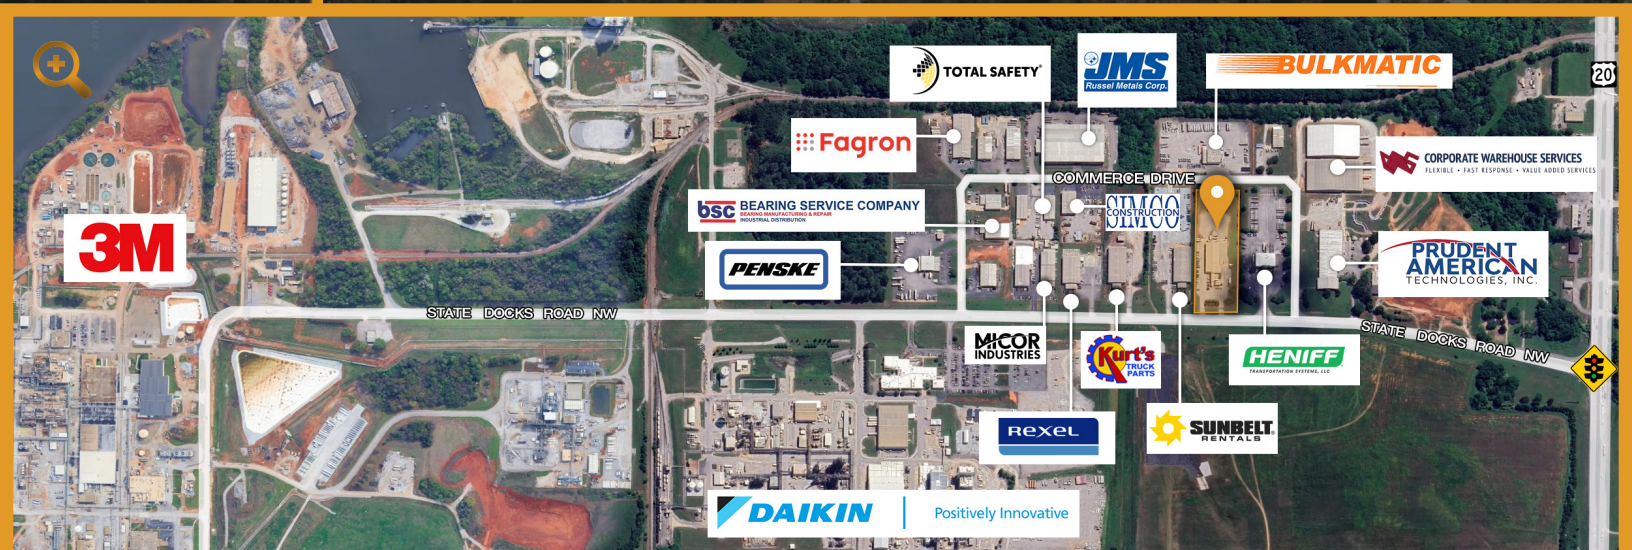 TOTAL SAFETY®
JMS
Russel Metals Corp.
BULKMATIC
20
Fagron
CORPORATE WAREHOUSE SERVICES
FLEXIBLE • FAST RESPONSE • VALUE ADDED SERVICES
COMMERCE DRIVE
bsc BEARING SERVICE COMPANY
BEARING MANUFACTURING & REPAIR
INDUSTRIAL DISTRIBUTION
SIMCO
CONSTRUCTION
3M
PENSKE
PRUDENT
AMERICAN
TECHNOLOGIES, INC.
STATE DOCKS ROAD NW
STATE DOCKS ROAD NW
MICOR
INDUSTRIES
Kurt's
TRUCK
PARTS
HENIFF
TRANSPORTATION SYSTEMS, LLC
REXEL
SUNBELT®
RENTALS
DAIKIN
Positively Innovative